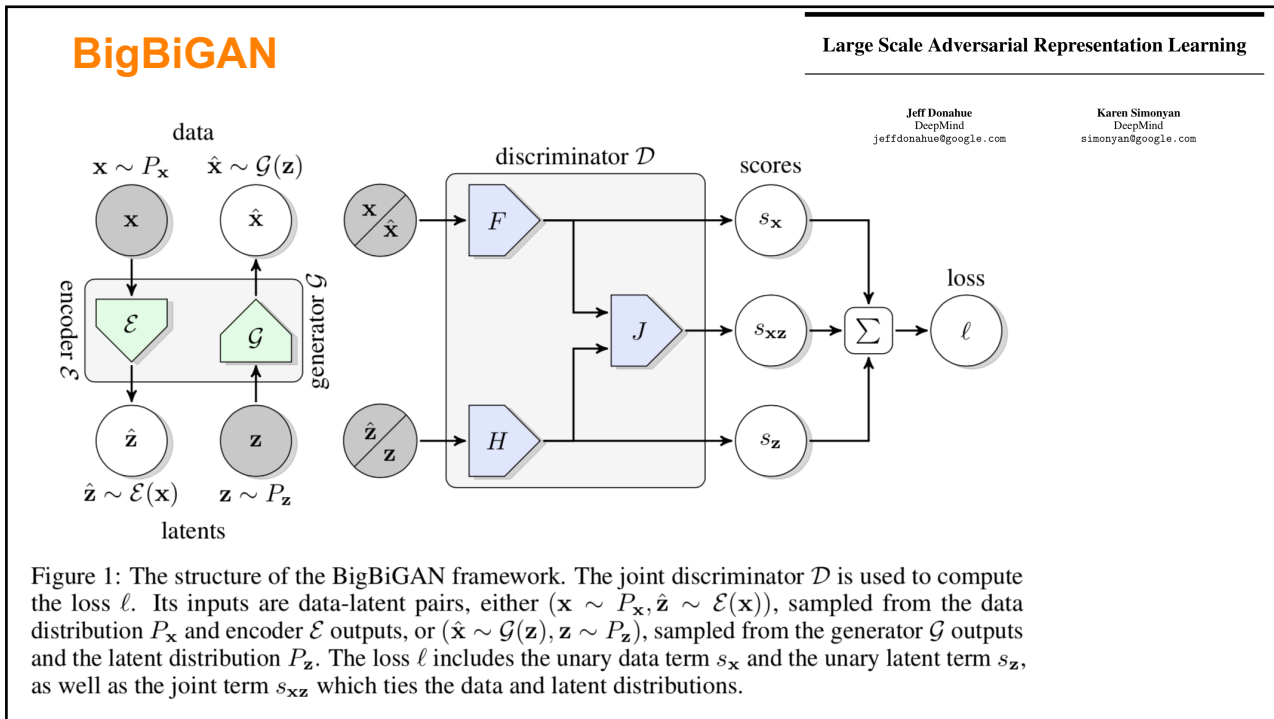 BigBiGAN
Large Scale Adversarial Representation Learning
Jeff Donahue
DeepMind
jeffdonahue@google.com
Karen Simonyan
DeepMind
simonyan@google.com
data
x ∼ P_x
x̂ ∼ G(z)
x
x̂
encoder E
E
G
generator G
ẑ
z
ẑ ∼ E(x)
z ∼ P_z
latents
discriminator D
x / x̂
F
J
ẑ / z
H
scores
s_x
s_xz
s_z
∑
loss
ℓ
Figure 1: The structure of the BigBiGAN framework. The joint discriminator D is used to compute
the loss ℓ. Its inputs are data-latent pairs, either (x ∼ P_x, ẑ ∼ E(x)), sampled from the data
distribution P_x and encoder E outputs, or (x̂ ∼ G(z), z ∼ P_z), sampled from the generator G outputs
and the latent distribution P_z. The loss ℓ includes the unary data term s_x and the unary latent term s_z,
as well as the joint term s_xz which ties the data and latent distributions.